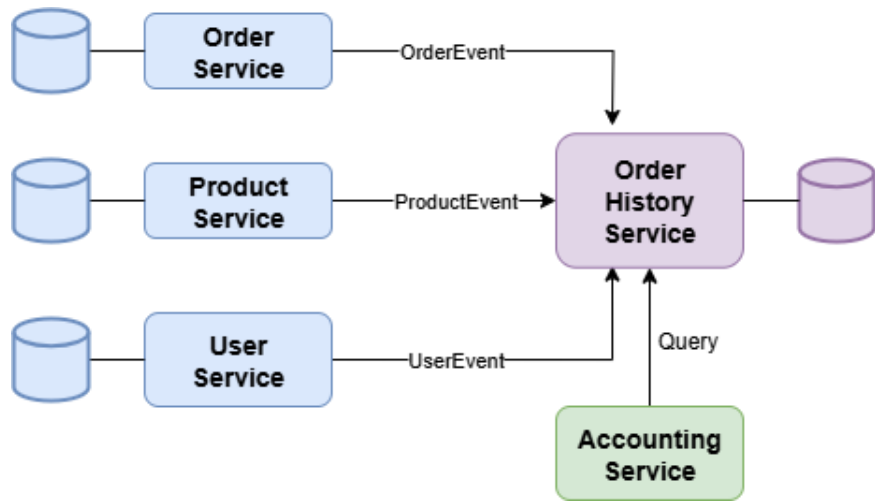 Order
Service
OrderEvent
Product
Service
ProductEvent
Order
History
Service
User
Service
UserEvent
Query
Accounting
Service